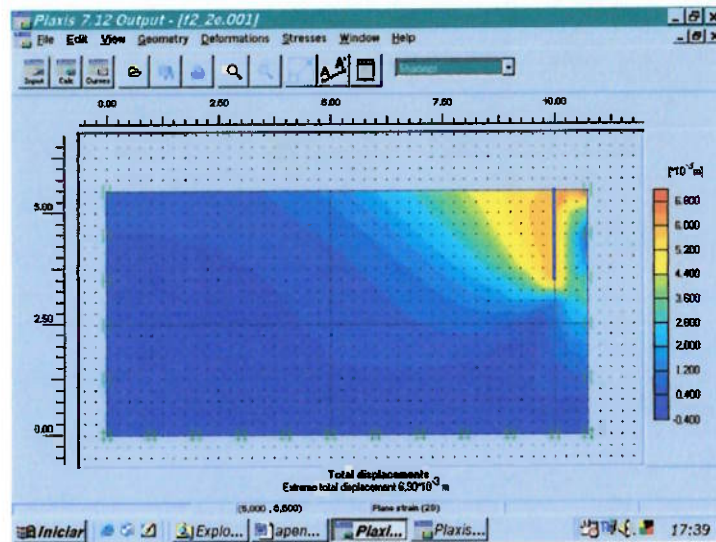 Plaxis 7.12 Output - [f2_2e.001]
File Edit View Geometry Deformations Stresses Window Help
Input Calc Curves
0.00 2.50 5.00 7.50 10.00
[*10⁻³ m]
6.800
6.000
5.200
4.400
3.600
2.800
2.000
1.200
0.400
-0.400
5.00
2.50
0.00
Total displacements
Extreme total displacement 6,90*10⁻³ m
(5,000 , 6,600) Plane strain (2D)
Iniciar Explo... apen... Plaxi... Plaxis... 17:39